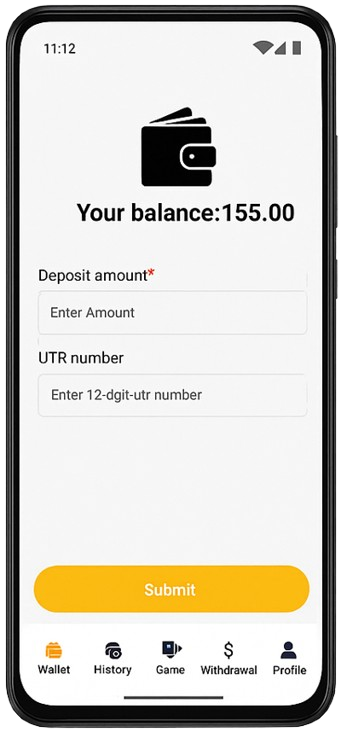 11:12
Your balance:155.00
Deposit amount*
Enter Amount
UTR number
Enter 12-dgit-utr number
Submit
Wallet History Game Withdrawal Profile